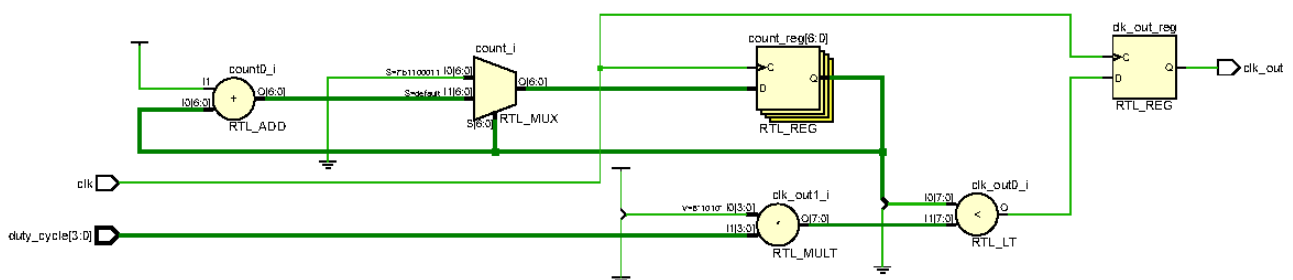 clk_out_reg
count_reg[6:0]
count_i
C
Q
clk_out
D
RTL_REG
count0_i
S=7'b1100011 I0[6:0]
Q[6:0]
C
Q
D
I1
I0[6:0]
+
Q[6:0]
S=default I1[6:0]
S[6:0]
RTL_MUX
RTL_ADD
RTL_REG
clk
clk_out1_i
clk_out0_i
I0[3:0]
I1[3:0]
Q[7:0]
I0[7:0]
I1[7:0]
<
Q
duty_cycle[3:0]
RTL_MULT
RTL_LT